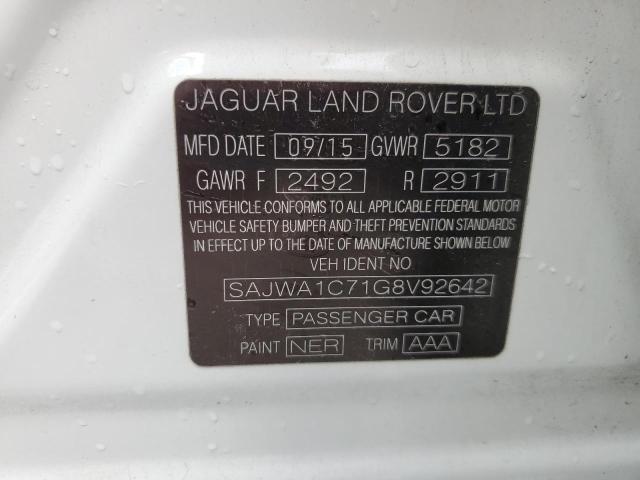 JAGUAR LAND ROVER LTD
MFD DATE 09/15 GVWR 5182
GAWR F 2492 R 2911
THIS VEHICLE CONFORMS TO ALL APPLICABLE FEDERAL MOTOR
VEHICLE SAFETY BUMPER AND THEFT PREVENTION STANDARDS
IN EFFECT UP TO THE DATE OF MANUFACTURE SHOWN BELOW
VEH IDENT NO
SAJWA1C71G8V92642
TYPE PASSENGER CAR
PAINT NER TRIM AAA